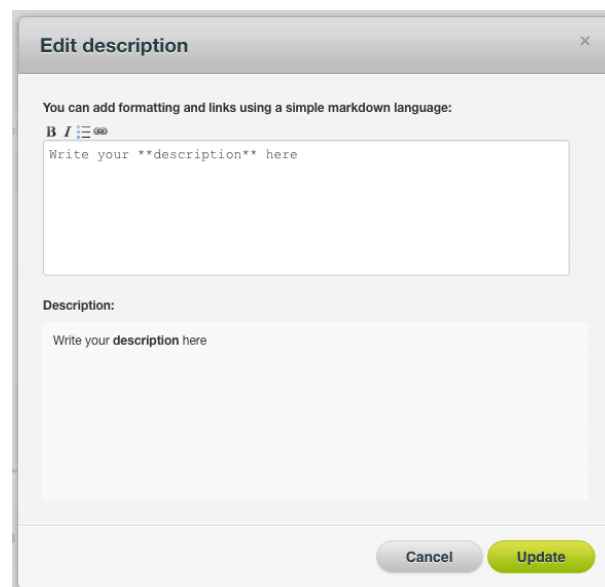 Edit description
×
You can add formatting and links using a simple markdown language:
B I
Write your **description** here
Description:
Write your description here
Cancel
Update